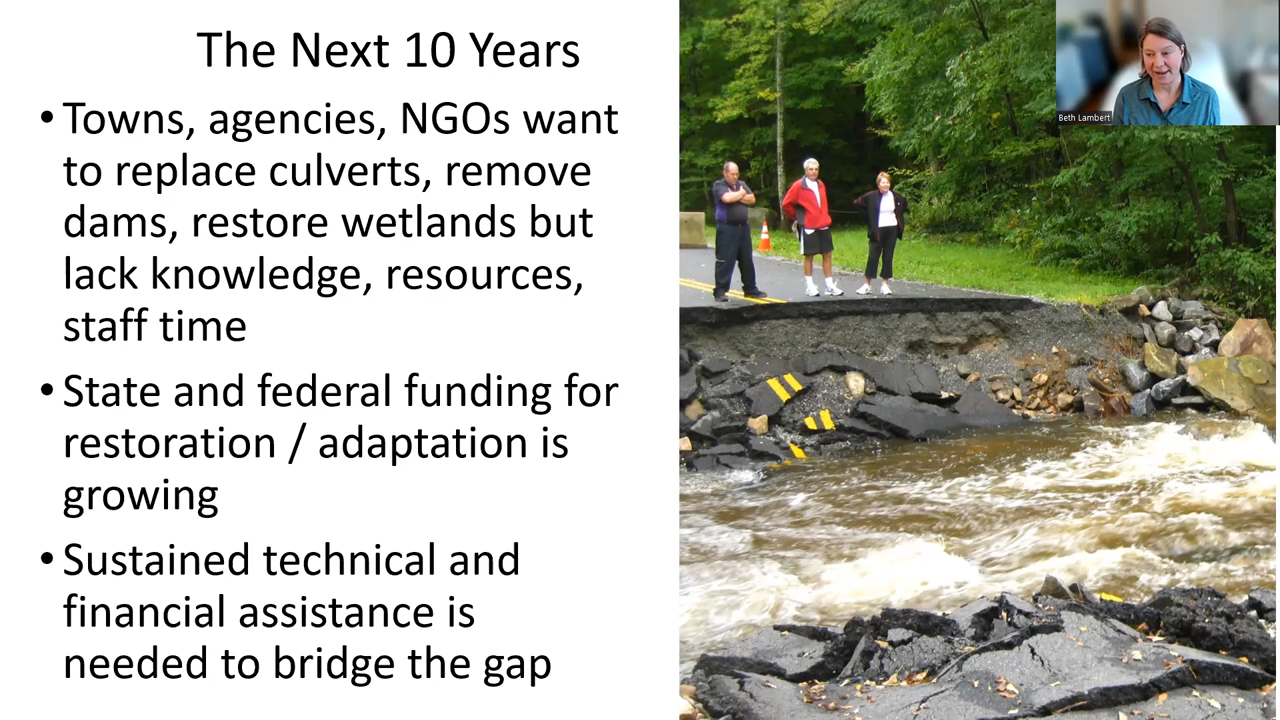 The Next 10 Years
• Towns, agencies, NGOs want
to replace culverts, remove
dams, restore wetlands but
lack knowledge, resources,
staff time
• State and federal funding for
restoration / adaptation is
growing
• Sustained technical and
financial assistance is
needed to bridge the gap
Beth Lambert